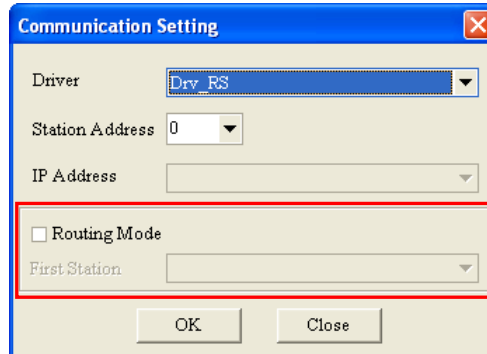 Communication Setting
Driver Drv_RS
Station Address 0
IP Address
Routing Mode
First Station
OK Close